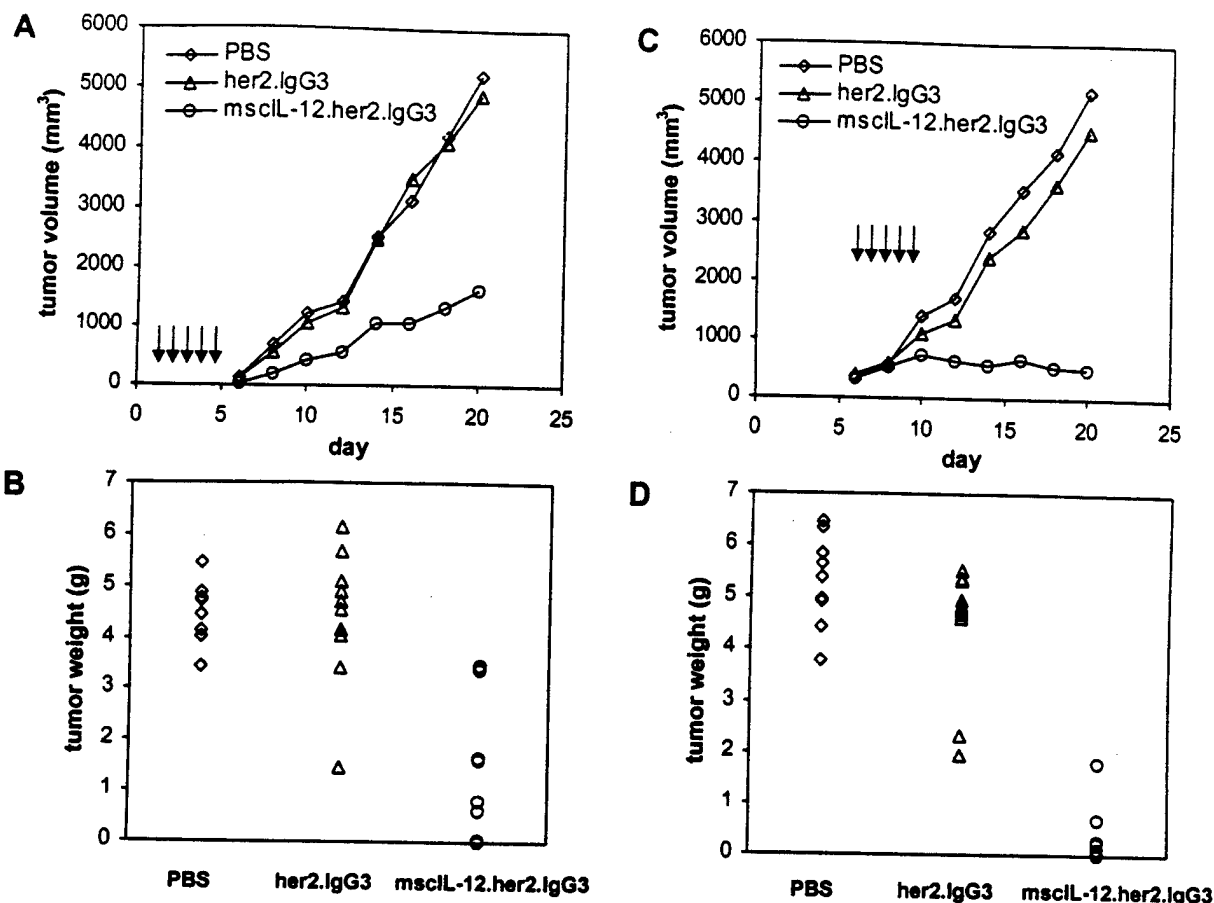 A
6000
5000
4000
3000
2000
1000
0
tumor volume (mm³)
PBS
her2.IgG3
mscIL-12.her2.IgG3
0 5 10 15 20 25
day
B
7
6
5
4
3
2
1
0
tumor weight (g)
PBS her2.IgG3 mscIL-12.her2.IgG3
C
6000
5000
4000
3000
2000
1000
0
tumor volume (mm³)
PBS
her2.IgG3
mscIL-12.her2.IgG3
0 5 10 15 20 25
day
D
7
6
5
4
3
2
1
0
tumor weight (g)
PBS her2.IgG3 mscIL-12.her2.IgG3